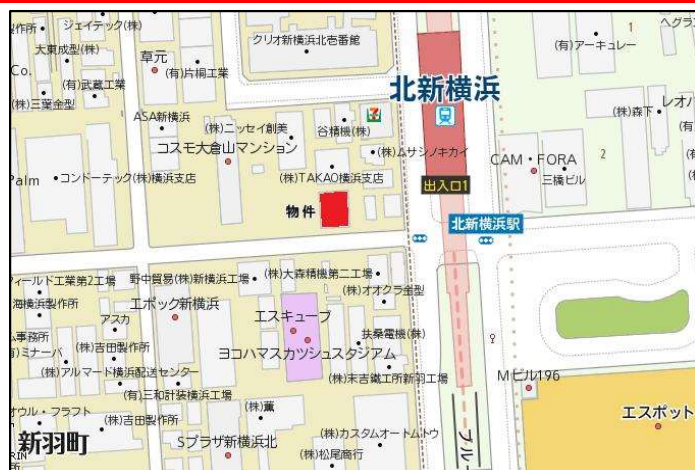 ジェイテック(株)
クリオ新横浜北壱番館
(有)アーキュレー
1
大東成型(株)
草元
(有)片桐工業
Co.
(有)武蔵工業
北新横浜
(株)三葉金型
ASA新横浜
(株)ニッセイ創美
谷精機(株)
(株)森下
コスモ大倉山マンション
(株)ムサシノキカイ
CAM・FORA
2
Palm
コンドーテック(株)横浜支店
(株)TAKAO横浜支店
三橋ビル
出入口1
物件
北新横浜駅
ィールド工業第2工場
野中貿易(株)新横浜工場
(株)大森精機第二工場
海横浜製作所
エポック新横浜
(株)オオクラ金型
アスカ
エスキューブ
ム事務所
扶桑電機(株)
有)ミナーバ
(株)吉田製作所
ヨコハマスカッシュスタジアム
(株)アルマード横浜配送センター
(株)末吉鐵工所新羽工場
Mビル196
(有)三和計装横浜工場
オウル・フラフト
(株)薫
エスポット
(株)吉田製作所
新羽町
Sプラザ新横浜北
(株)カスタムオートムトウ
ブルー
(株)松尾商行